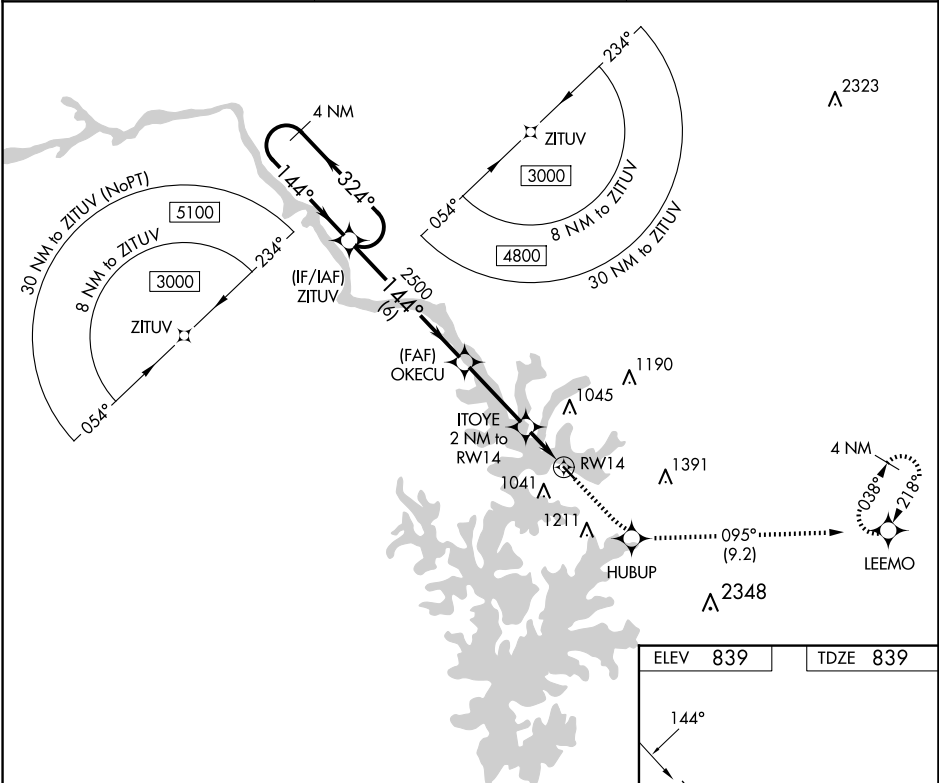 2323
234°
4 NM
ZITUV
3000
054°
8 NM to ZITUV
4800
30 NM to ZITUV
144°
324°
30 NM to ZITUV (NoPT)
5100
8 NM to ZITUV
234°
3000
ZITUV
054°
(IF/IAF)
ZITUV
2500
144°
(6)
(FAF)
OKECU
1190
1045
ITOYE
2 NM to
RW14
RW14
1391
1041
1211
4 NM
038°
218°
095°
(9.2)
HUBUP
LEEMO
2348
ELEV 839
TDZE 839
144°